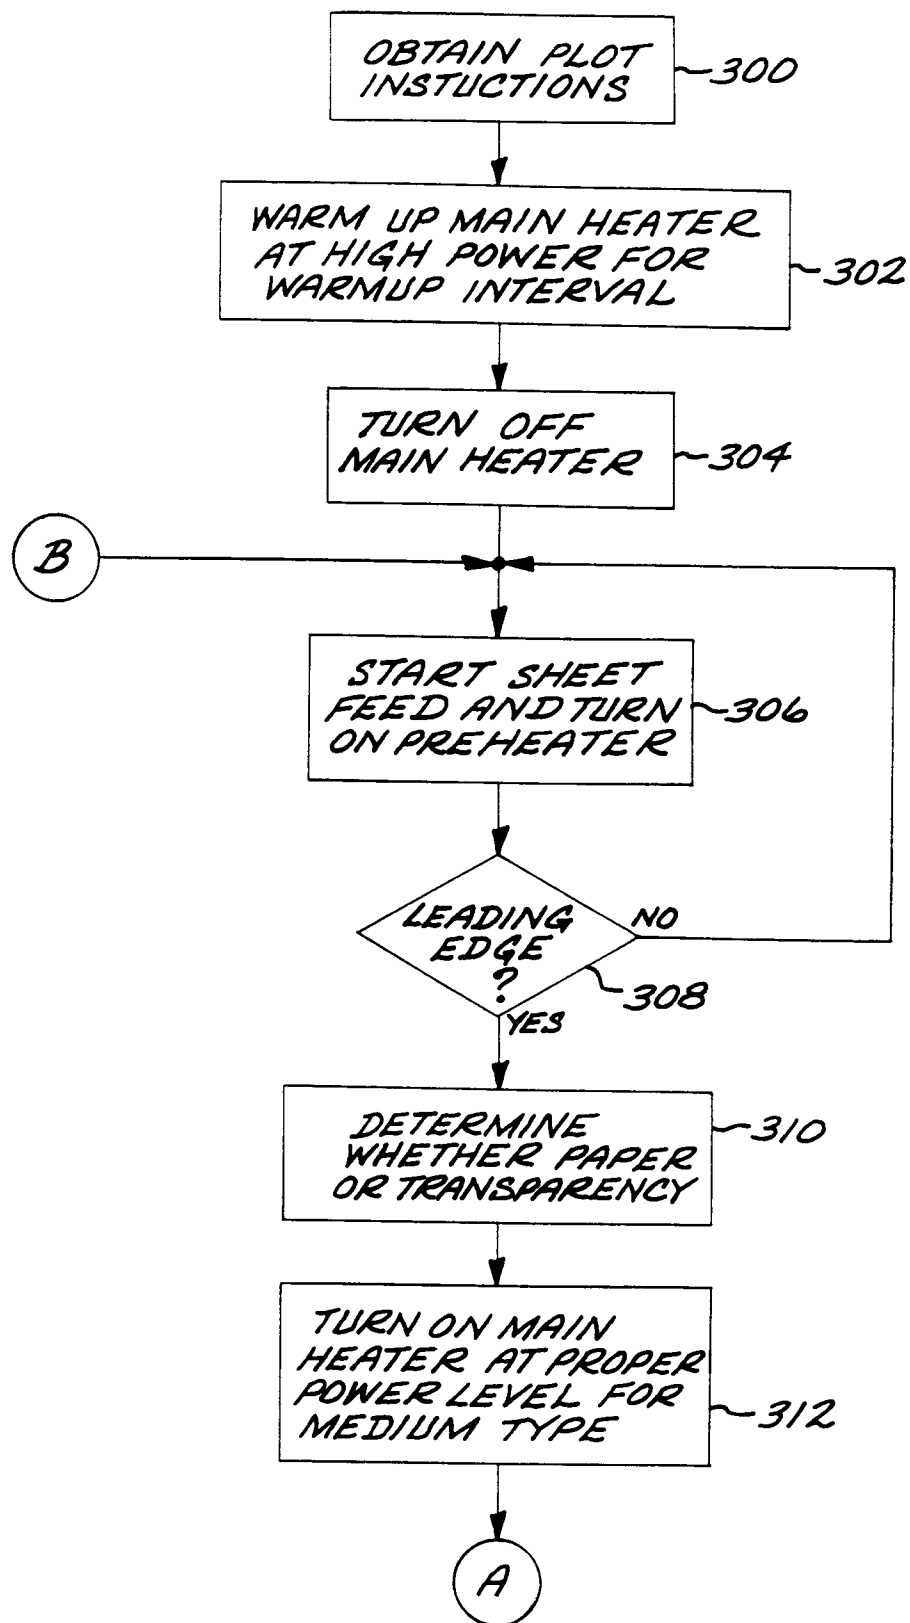 OBTAIN PLOT
INSTUCTIONS
300
WARM UP MAIN HEATER
AT HIGH POWER FOR
WARMUP INTERVAL
302
TURN OFF
MAIN HEATER
304
B
START SHEET
FEED AND TURN
ON PREHEATER
306
LEADING
EDGE
?
NO
308
YES
DETERMINE
WHETHER PAPER
OR TRANSPARENCY
310
TURN ON MAIN
HEATER AT PROPER
POWER LEVEL FOR
MEDIUM TYPE
312
A